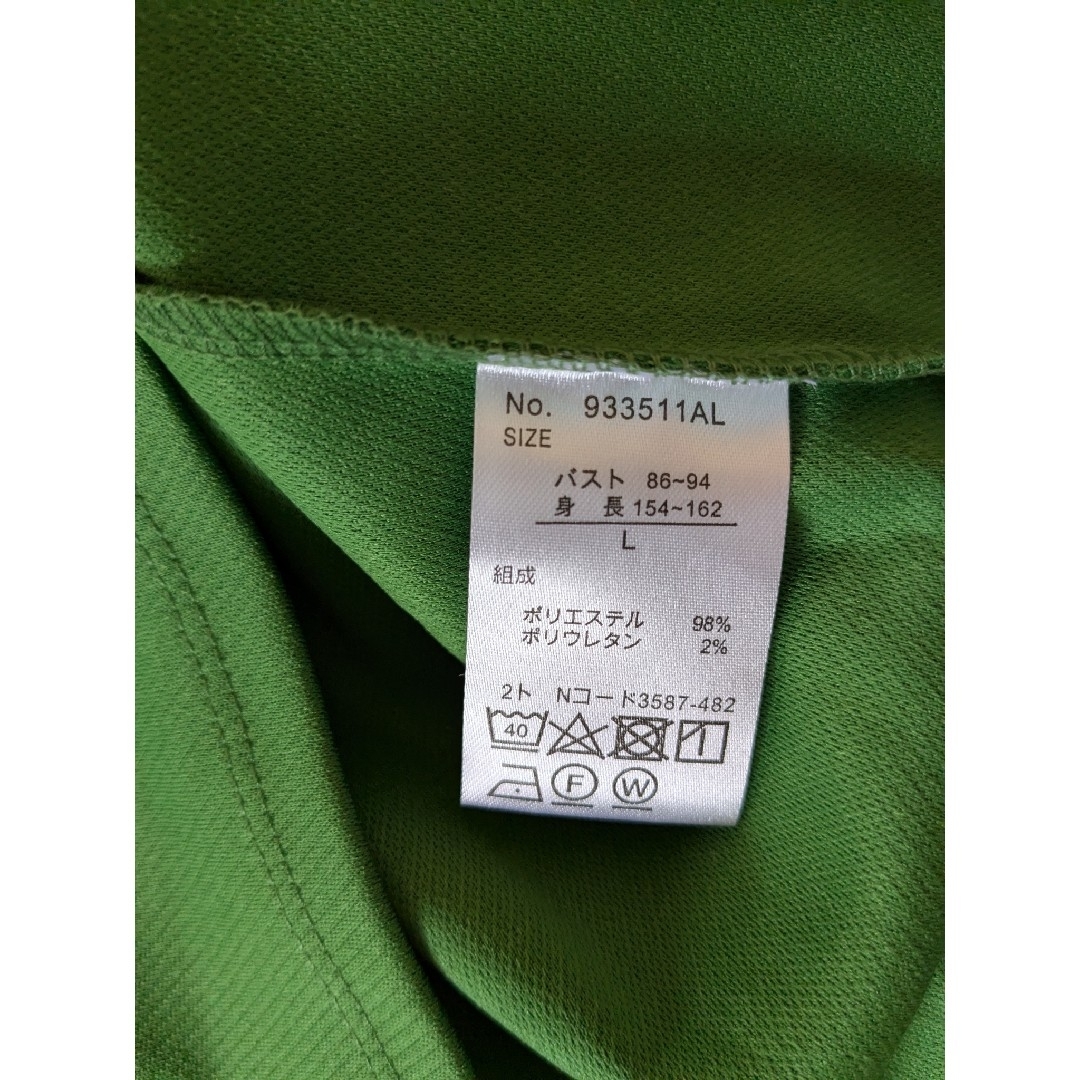 No. 933511AL
SIZE
バスト 86~94
身 長 154~162
L
組成
ポリエステル 98%
ポリウレタン 2%
2ト Nコード3587-482
40
F W